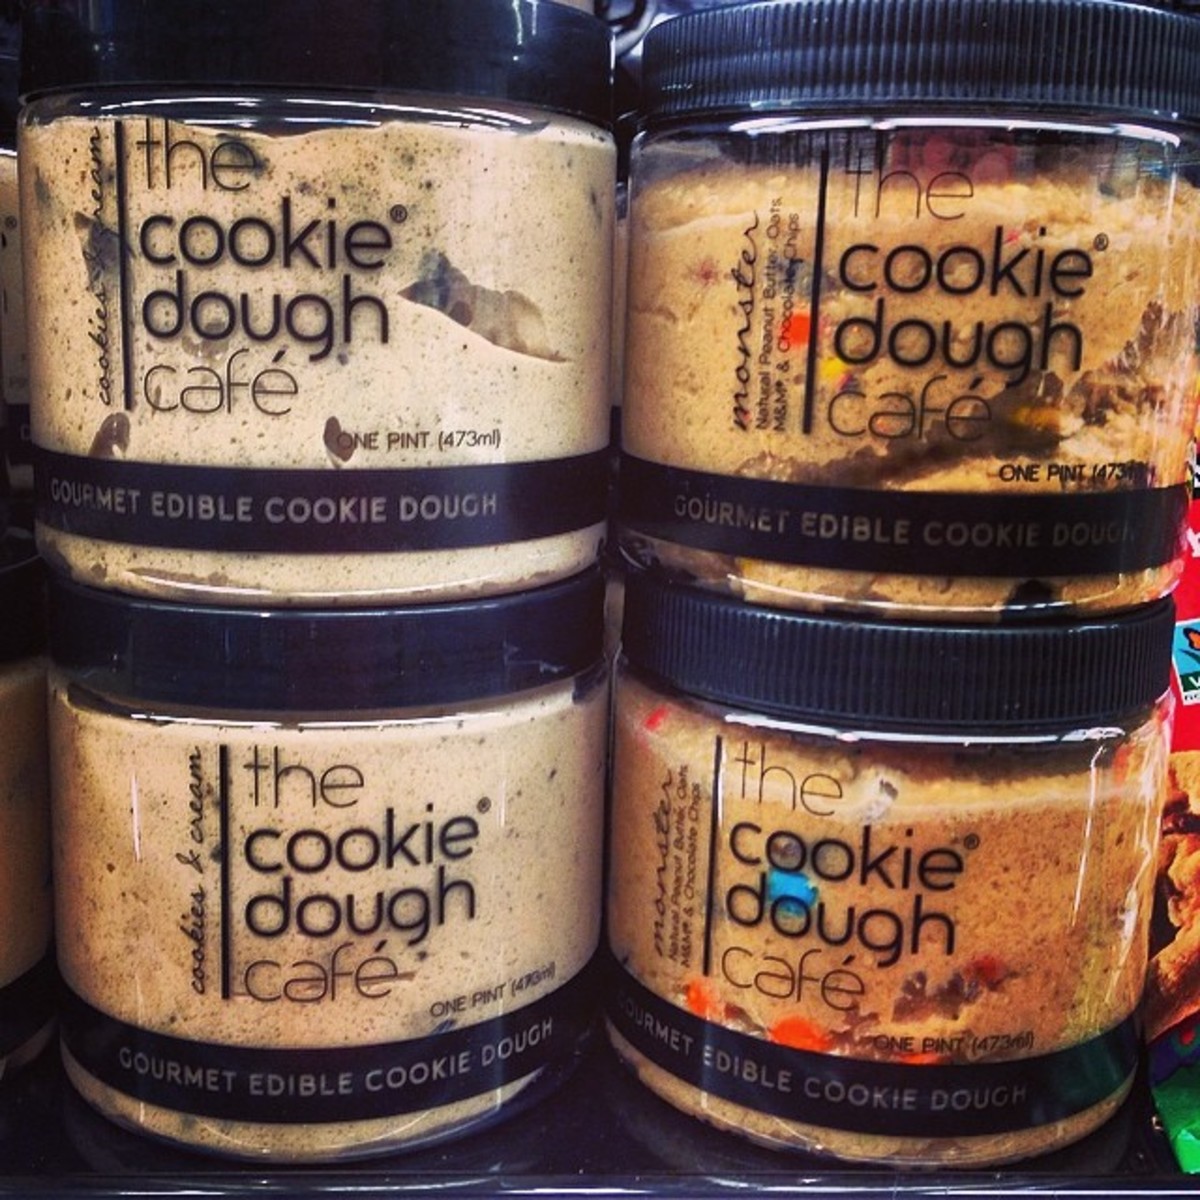 cookies & cream
the
cookie®
dough
café
ONE PINT (473ml)
GOURMET EDIBLE COOKIE DOUGH
monster
Natural Peanut Butter, Oats,
M&M® & Chocolate Chips
the
cookie®
dough
café
ONE PINT (473ml)
GOURMET EDIBLE COOKIE DOUGH
cookies & cream
the
cookie®
dough
café
ONE PINT (473ml)
GOURMET EDIBLE COOKIE DOUGH
monster
Natural Peanut Butter, Oats,
M&M® & Chocolate Chips
the
cookie®
dough
café
ONE PINT (473ml)
GOURMET EDIBLE COOKIE DOUGH